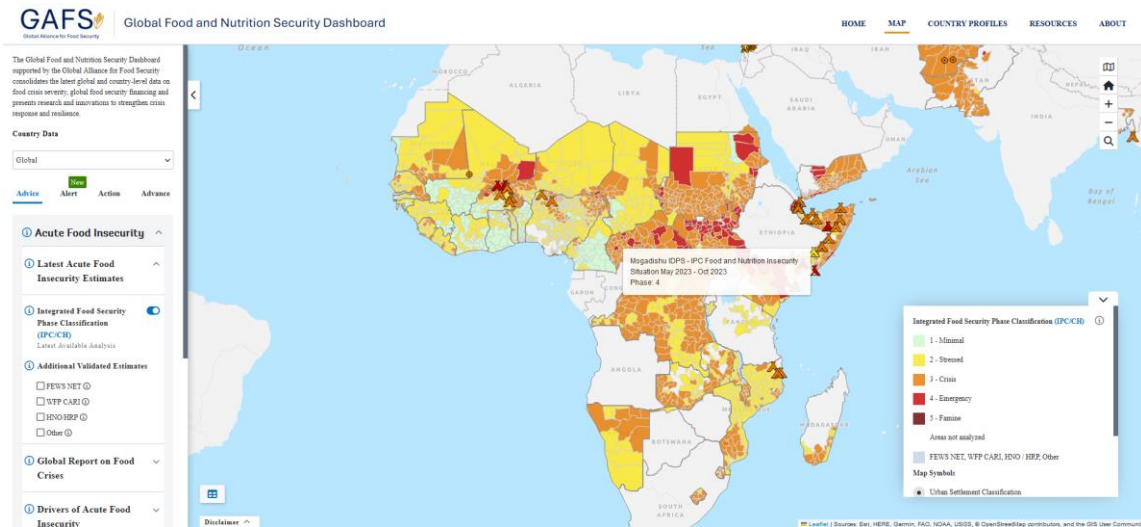 GAFS
Global Alliance for Food Security
Global Food and Nutrition Security Dashboard
HOME
MAP
COUNTRY PROFILES
RESOURCES
ABOUT
The Global Food and Nutrition Security Dashboard
supported by the Global Alliance for Food Security
consolidates the latest global and country-level data on
food crisis severity, global food security financing and
presents research and innovations to strengthen crisis
response and resilience.
Country Data
Global
New
Advice
Alert
Action
Advance
Acute Food Insecurity
Latest Acute Food
Insecurity Estimates
Integrated Food Security
Phase Classification
(IPC/CH)
Latest Available Analysis
Additional Validated Estimates
FEWS NET
WFP CARI
HNO/HRP
Other
Global Report on Food
Crises
Drivers of Acute Food
Insecurity
Disclaimer
Ocean
Sea
MOROCCO
ALGERIA
LIBYA
EGYPT
IRAQ
IRAN
SAUDI
ARABIA
OMAN
INDIA
Arabian
Sea
Bay of
Bengal
ETHIOPIA
GABON
ANGOLA
BOTSWANA
SOUTH
AFRICA
MADAGASCAR
Mogadishu IDPS - IPC Food and Nutrition Insecurity
Situation May 2023 - Oct 2023
Phase: 4
Integrated Food Security Phase Classification (IPC/CH)
1 - Minimal
2 - Stressed
3 - Crisis
4 - Emergency
5 - Famine
Areas not analyzed
FEWS NET, WFP CARI, HNO / HRP, Other
Map Symbols
Urban Settlement Classification
Leaflet | Sources: Esri, HERE, Garmin, FAO, NOAA, USGS, © OpenStreetMap contributors, and the GIS User Community